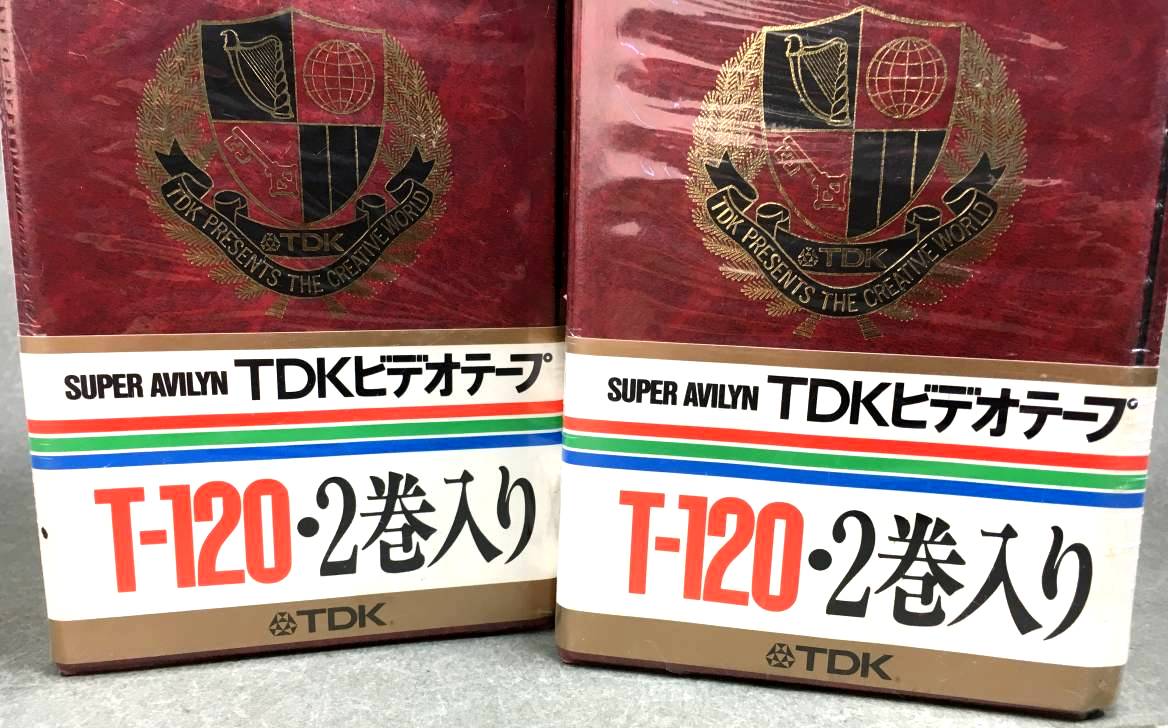 TDK
TDK PRESENTS THE CREATIVE WORLD
SUPER AVILYN TDKビデオテープ
T-120・2巻入り
TDK
TDK
TDK PRESENTS THE CREATIVE WORLD
SUPER AVILYN TDKビデオテープ
T-120・2巻入り
TDK